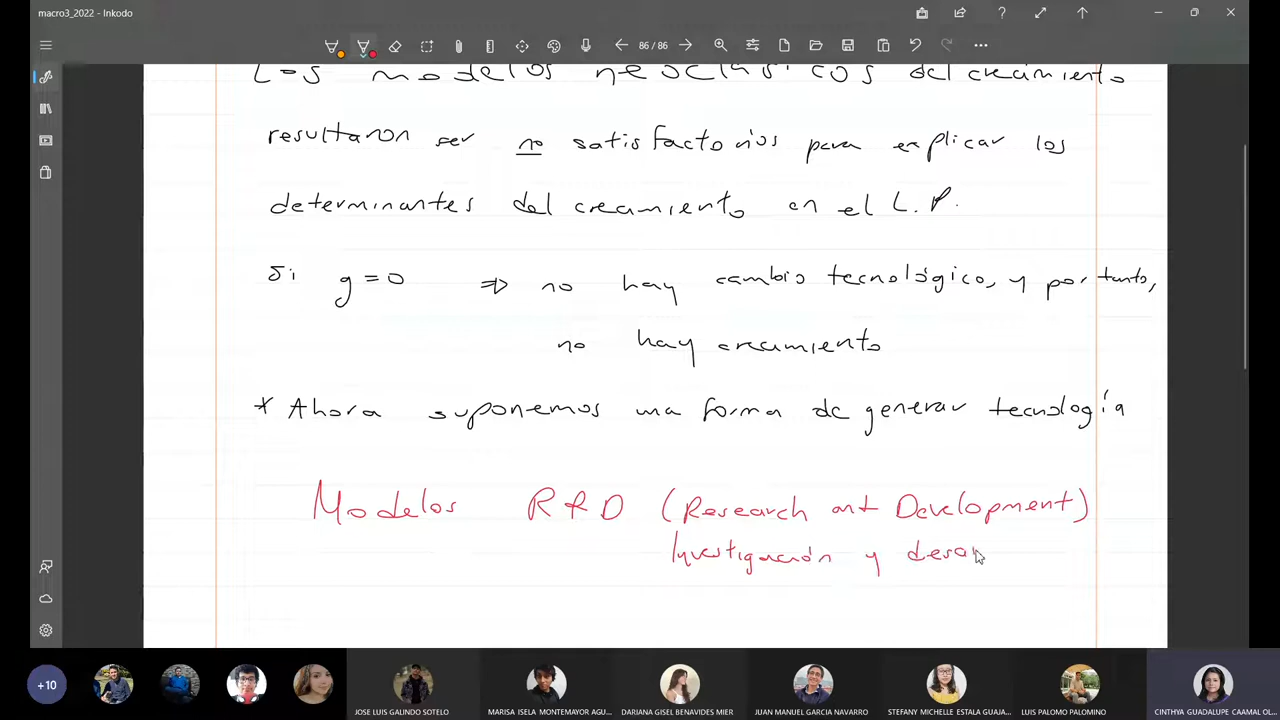 macro3_2022 - Inkodo
86 / 86
Los modelos neoclásicos del crecimiento
resultaron ser no satisfactorios para explicar los
determinantes del crecimiento en el L.P.
Si g = 0 ⇒ no hay cambio tecnológico, y por tanto,
no hay crecimiento
* Ahora suponemos una forma de generar tecnología
Modelos R&D (Research and Development)
Investigación y desar
+10
JOSE LUIS GALINDO SOTELO
MARISA ISELA MONTEMAYOR AGU...
DARIANA GISEL BENAVIDES MIER
JUAN MANUEL GARCIA NAVARRO
STEFANY MICHELLE ESTALA GUAJA...
LUIS PALOMO PALOMINO
CINTHYA GUADALUPE CAAMAL OL...